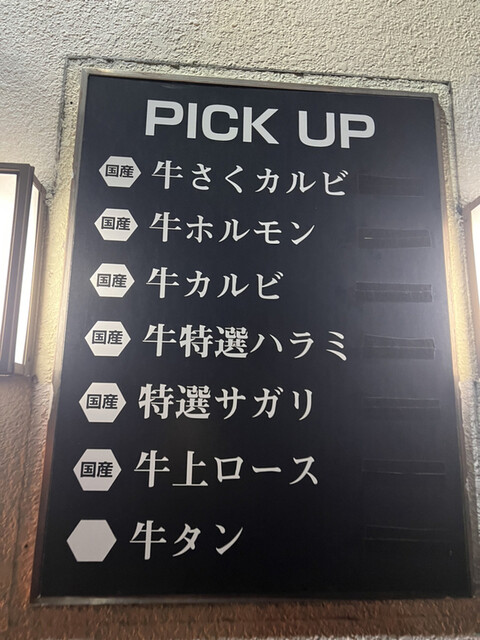 PICK UP
国産 牛さくカルビ
国産 牛ホルモン
国産 牛カルビ
国産 牛特選ハラミ
国産 特選サガリ
国産 牛上ロース
牛タン